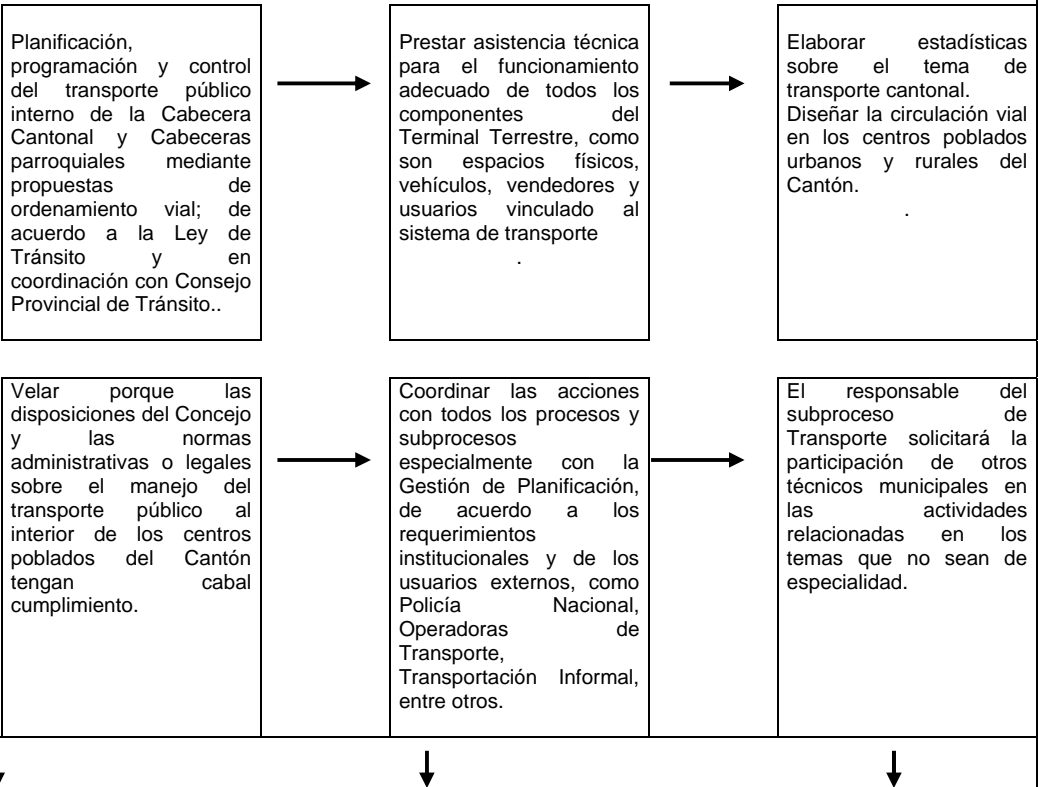 Planificación,
programación y control
del transporte público
interno de la Cabecera
Cantonal y Cabeceras
parroquiales mediante
propuestas de
ordenamiento vial; de
acuerdo a la Ley de
Tránsito y en
coordinación con Consejo
Provincial de Tránsito..
Prestar asistencia técnica
para el funcionamiento
adecuado de todos los
componentes del
Terminal Terrestre, como
son espacios físicos,
vehículos, vendedores y
usuarios vinculado al
sistema de transporte
.
Elaborar estadísticas
sobre el tema de
transporte cantonal.
Diseñar la circulación vial
en los centros poblados
urbanos y rurales del
Cantón.
.
Velar porque las
disposiciones del Concejo
y las normas
administrativas o legales
sobre el manejo del
transporte público al
interior de los centros
poblados del Cantón
tengan cabal
cumplimiento.
Coordinar las acciones
con todos los procesos y
subprocesos
especialmente con la
Gestión de Planificación,
de acuerdo a los
requerimientos
institucionales y de los
usuarios externos, como
Policía Nacional,
Operadoras de
Transporte,
Transportación Informal,
entre otros.
El responsable del
subproceso de
Transporte solicitará la
participación de otros
técnicos municipales en
las actividades
relacionadas en los
temas que no sean de
especialidad.